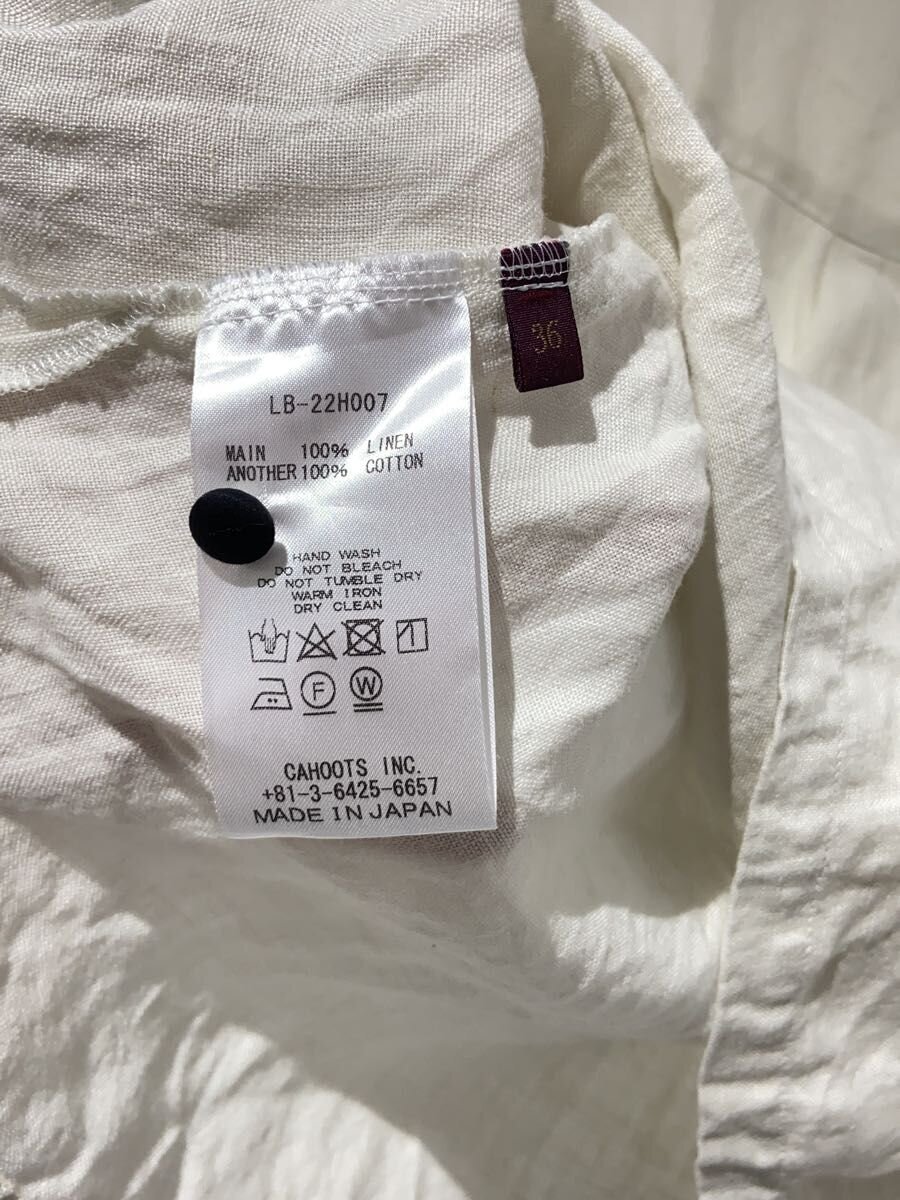 36
LB-22H007
MAIN 100% LINEN
ANOTHER 100% COTTON
HAND WASH
DO NOT BLEACH
DO NOT TUMBLE DRY
WARM IRON
DRY CLEAN
F W
CAHOOTS INC.
+81-3-6425-6657
MADE IN JAPAN